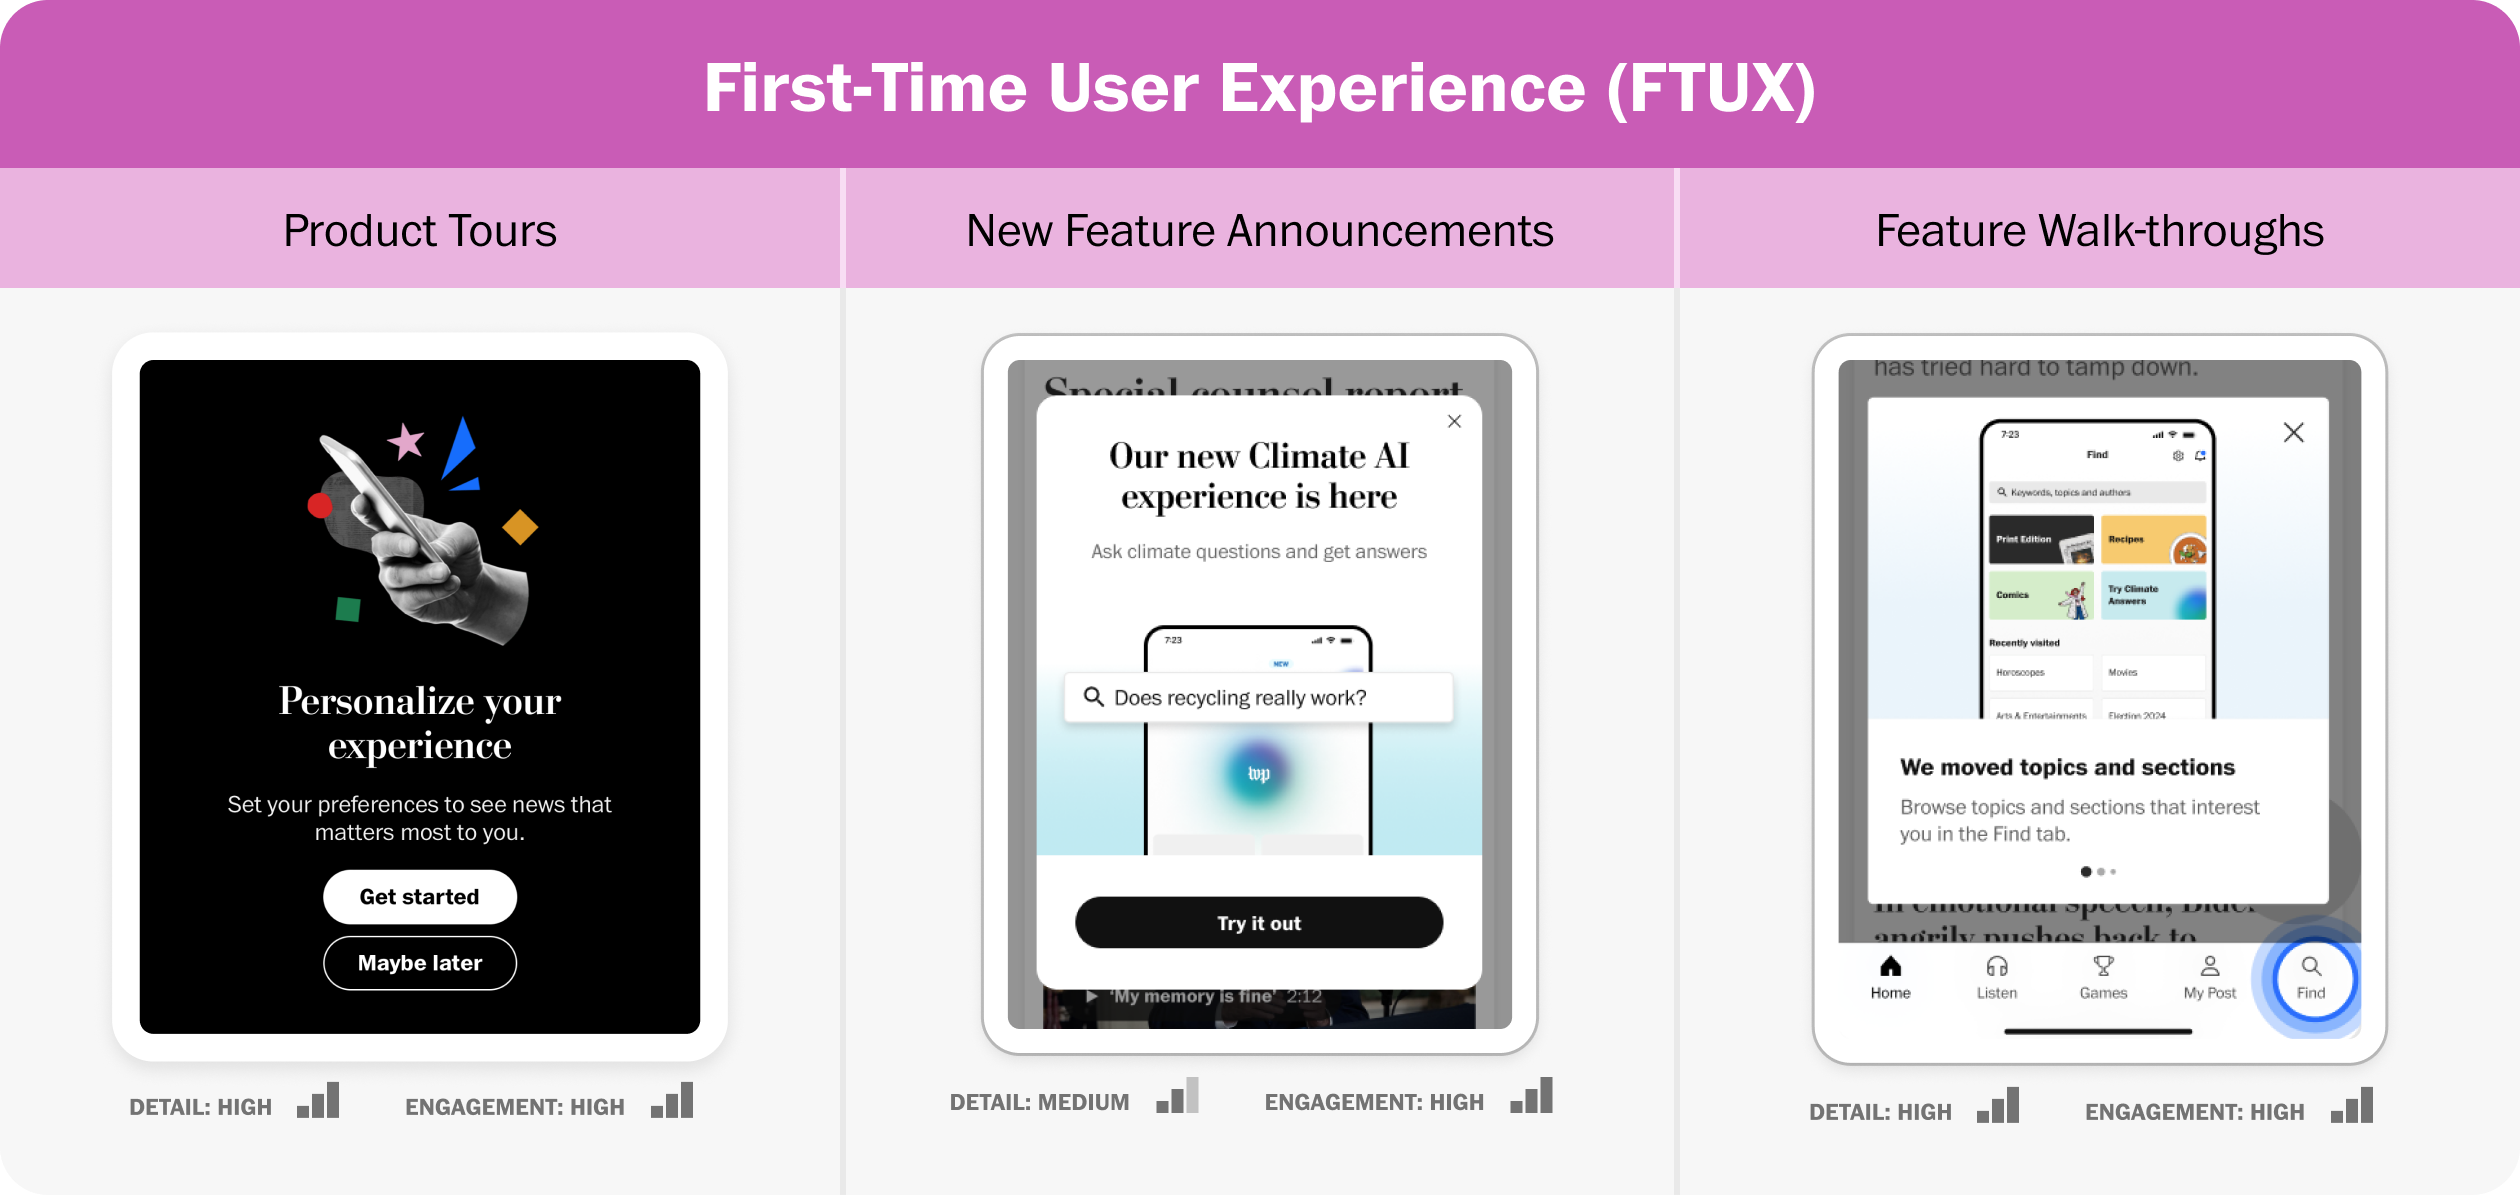 First-Time User Experience (FTUX)
Product Tours
New Feature Announcements
Feature Walk-throughs
Personalize your
experience
Set your preferences to see news that
matters most to you.
Get started
Maybe later
DETAIL: HIGH
ENGAGEMENT: HIGH
Special counsel report
Our new Climate AI
experience is here
Ask climate questions and get answers
7:23
NEW
Does recycling really work?
wp
Try it out
'My memory is fine' 2:12
DETAIL: MEDIUM
ENGAGEMENT: HIGH
has tried hard to tamp down.
7:23
Find
Keywords, topics and authors
Print Edition
Recipes
Comics
Try Climate
Answers
Recently visited
Horoscopes
Movies
Arts & Entertainments
Election 2024
We moved topics and sections
Browse topics and sections that interest
you in the Find tab.
In emotional speech,
angrily pushes back to
Home
Listen
Games
My Post
Find
DETAIL: HIGH
ENGAGEMENT: HIGH